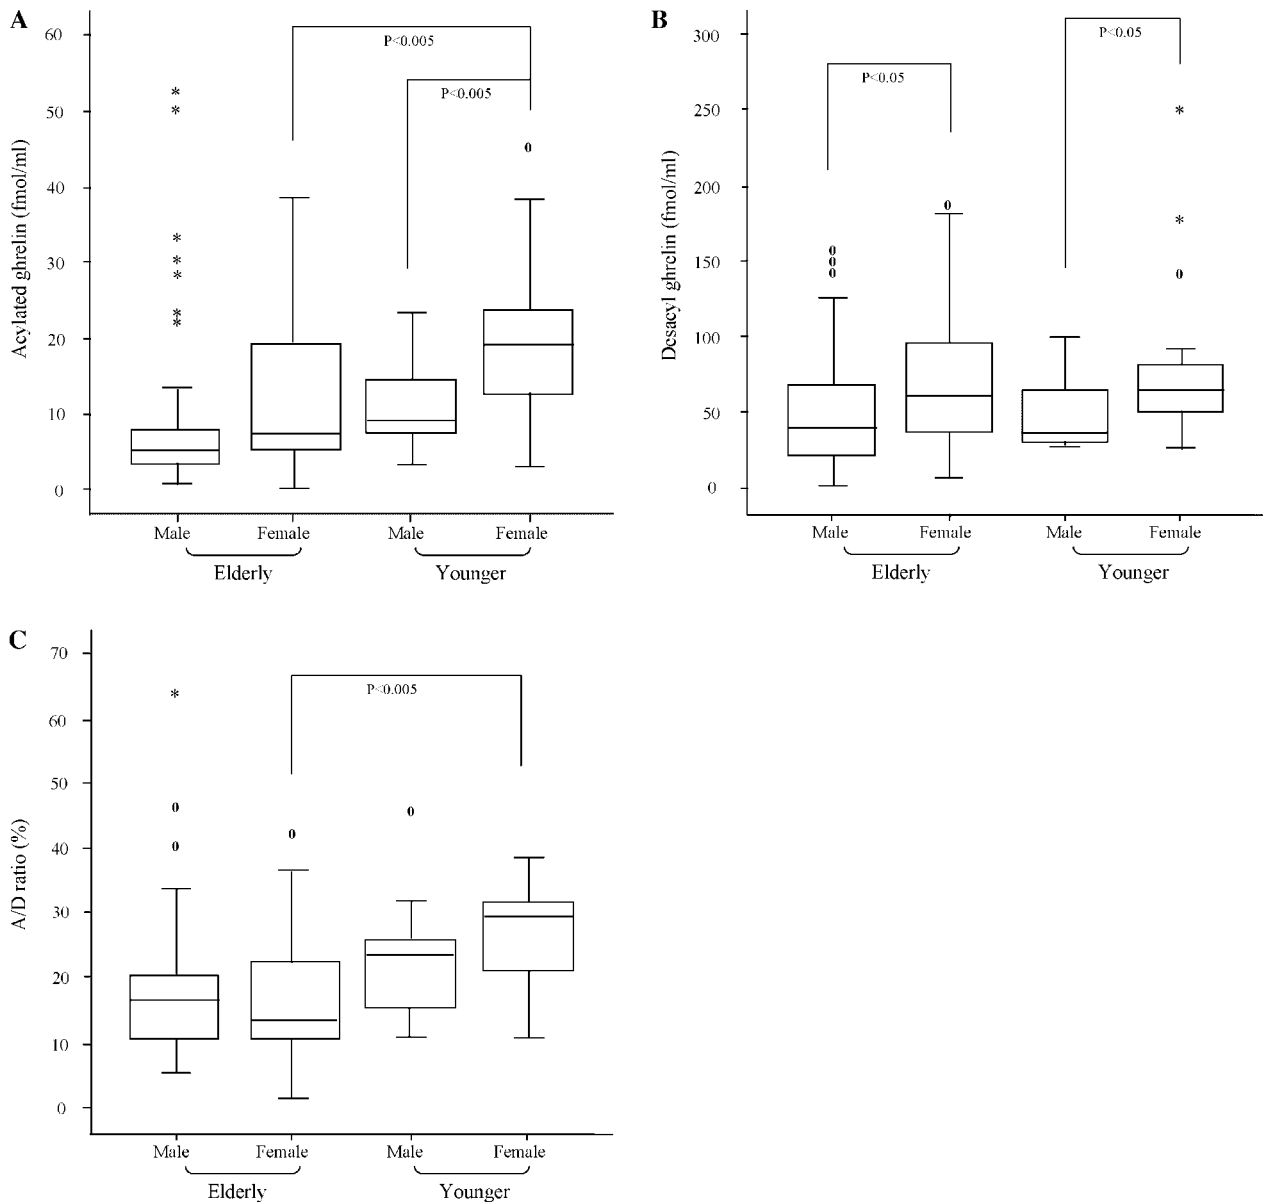 A
Acylated ghrelin (fmol/ml)
60
50
40
30
20
10
0
P<0.005
P<0.005
Male Female Male Female
Elderly Younger
B
Desacyl ghrelin (fmol/ml)
300
250
200
150
100
50
0
P<0.05
P<0.05
Male Female Male Female
Elderly Younger
C
A/D ratio (%)
70
60
50
40
30
20
10
0
P<0.005
Male Female Male Female
Elderly Younger